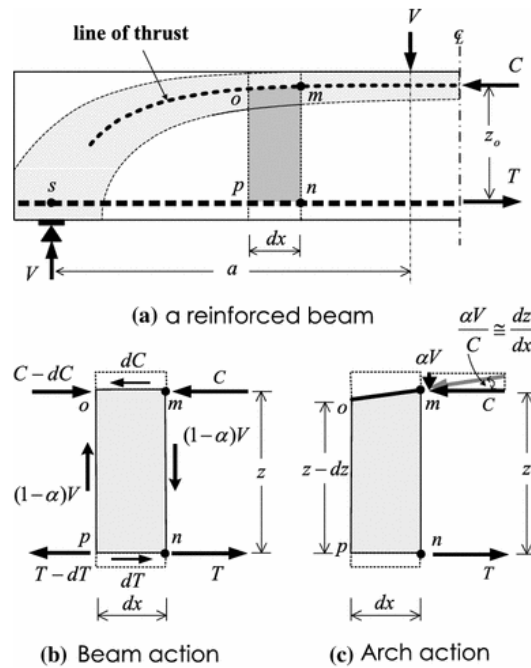 V
line of thrust
℄
C
o
m
z₀
s
p
n
T
dx
V
a
(a) a reinforced beam
dC
C–dC
C
o
m
(1–α)V
(1–α)V
z
p
n
T–dT
dT
T
dx
(b) Beam action
αV/C ≅ dz/dx
αV
o
m
C
z–dz
z
p
n
T
dx
(c) Arch action